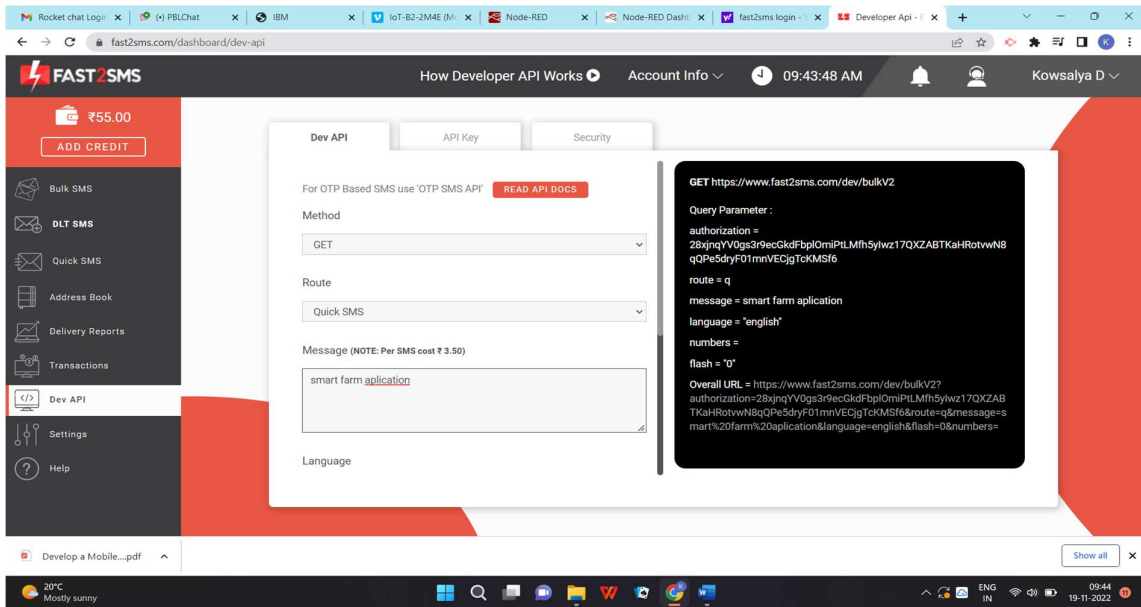 Rocket chat Login
(•) PBLChat
IBM
IoT-B2-2M4E (Mo
Node-RED
Node-RED Dashb
fast2sms login - Y
Developer Api - F
fast2sms.com/dashboard/dev-api
K
FAST2SMS
How Developer API Works
Account Info
09:43:48 AM
Kowsalya D
₹55.00
ADD CREDIT
Bulk SMS
DLT SMS
Quick SMS
Address Book
Delivery Reports
Transactions
Dev API
Settings
Help
Dev API
API Key
Security
For OTP Based SMS use 'OTP SMS API'
READ API DOCS
Method
GET
Route
Quick SMS
Message (NOTE: Per SMS cost ₹ 3.50)
smart farm aplication
Language
GET https://www.fast2sms.com/dev/bulkV2
Query Parameter :
authorization =
28xjnqYV0gs3r9ecGkdFbplOmiPtLMfh5yIwz17QXZABTKaHRotvwN8
qQPe5dryF01mnVECjgTcKMSf6
route = q
message = smart farm aplication
language = "english"
numbers =
flash = "0"
Overall URL = https://www.fast2sms.com/dev/bulkV2?
authorization=28xjnqYV0gs3r9ecGkdFbplOmiPtLMfh5yIwz17QXZAB
TKaHRotvwN8qQPe5dryF01mnVECjgTcKMSf6&route=q&message=s
mart%20farm%20aplication&language=english&flash=0&numbers=
Develop a Mobile....pdf
Show all
20°C
Mostly sunny
ENG
IN
09:44
19-11-2022